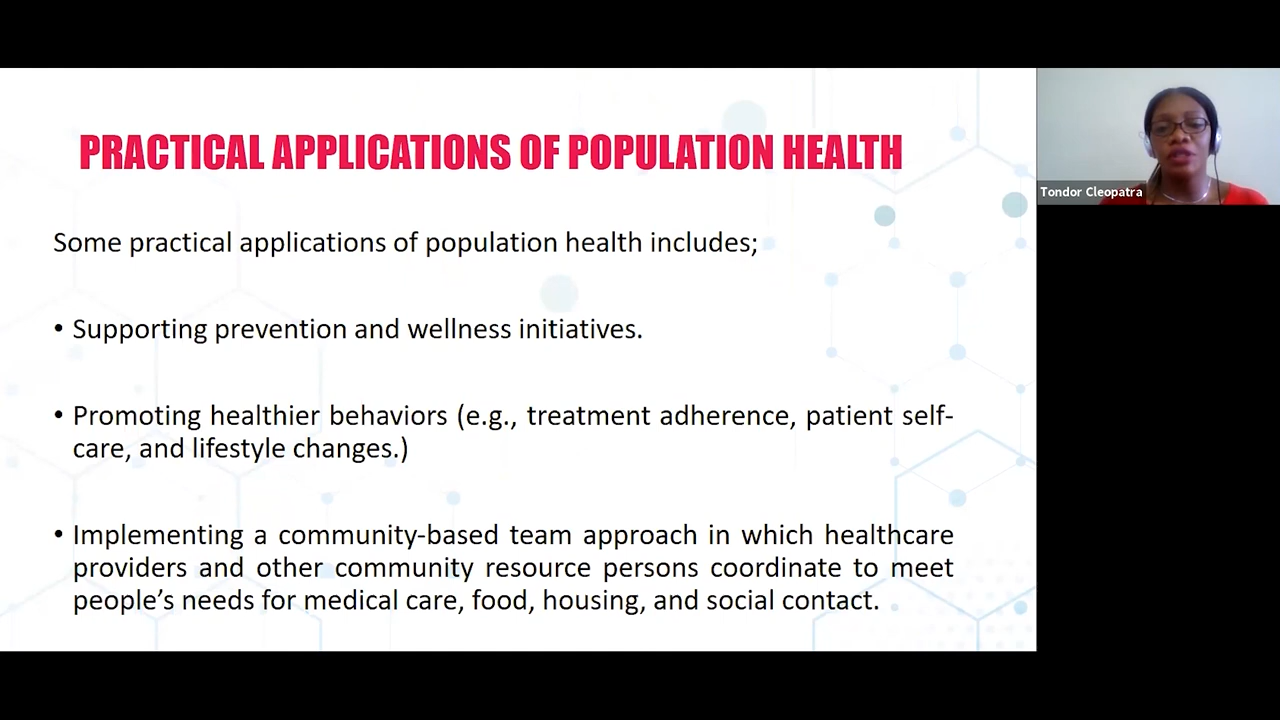 PRACTICAL APPLICATIONS OF POPULATION HEALTH
Some practical applications of population health includes;
• Supporting prevention and wellness initiatives.
• Promoting healthier behaviors (e.g., treatment adherence, patient self-
care, and lifestyle changes.)
• Implementing a community-based team approach in which healthcare
providers and other community resource persons coordinate to meet
people's needs for medical care, food, housing, and social contact.
Tondor Cleopatra